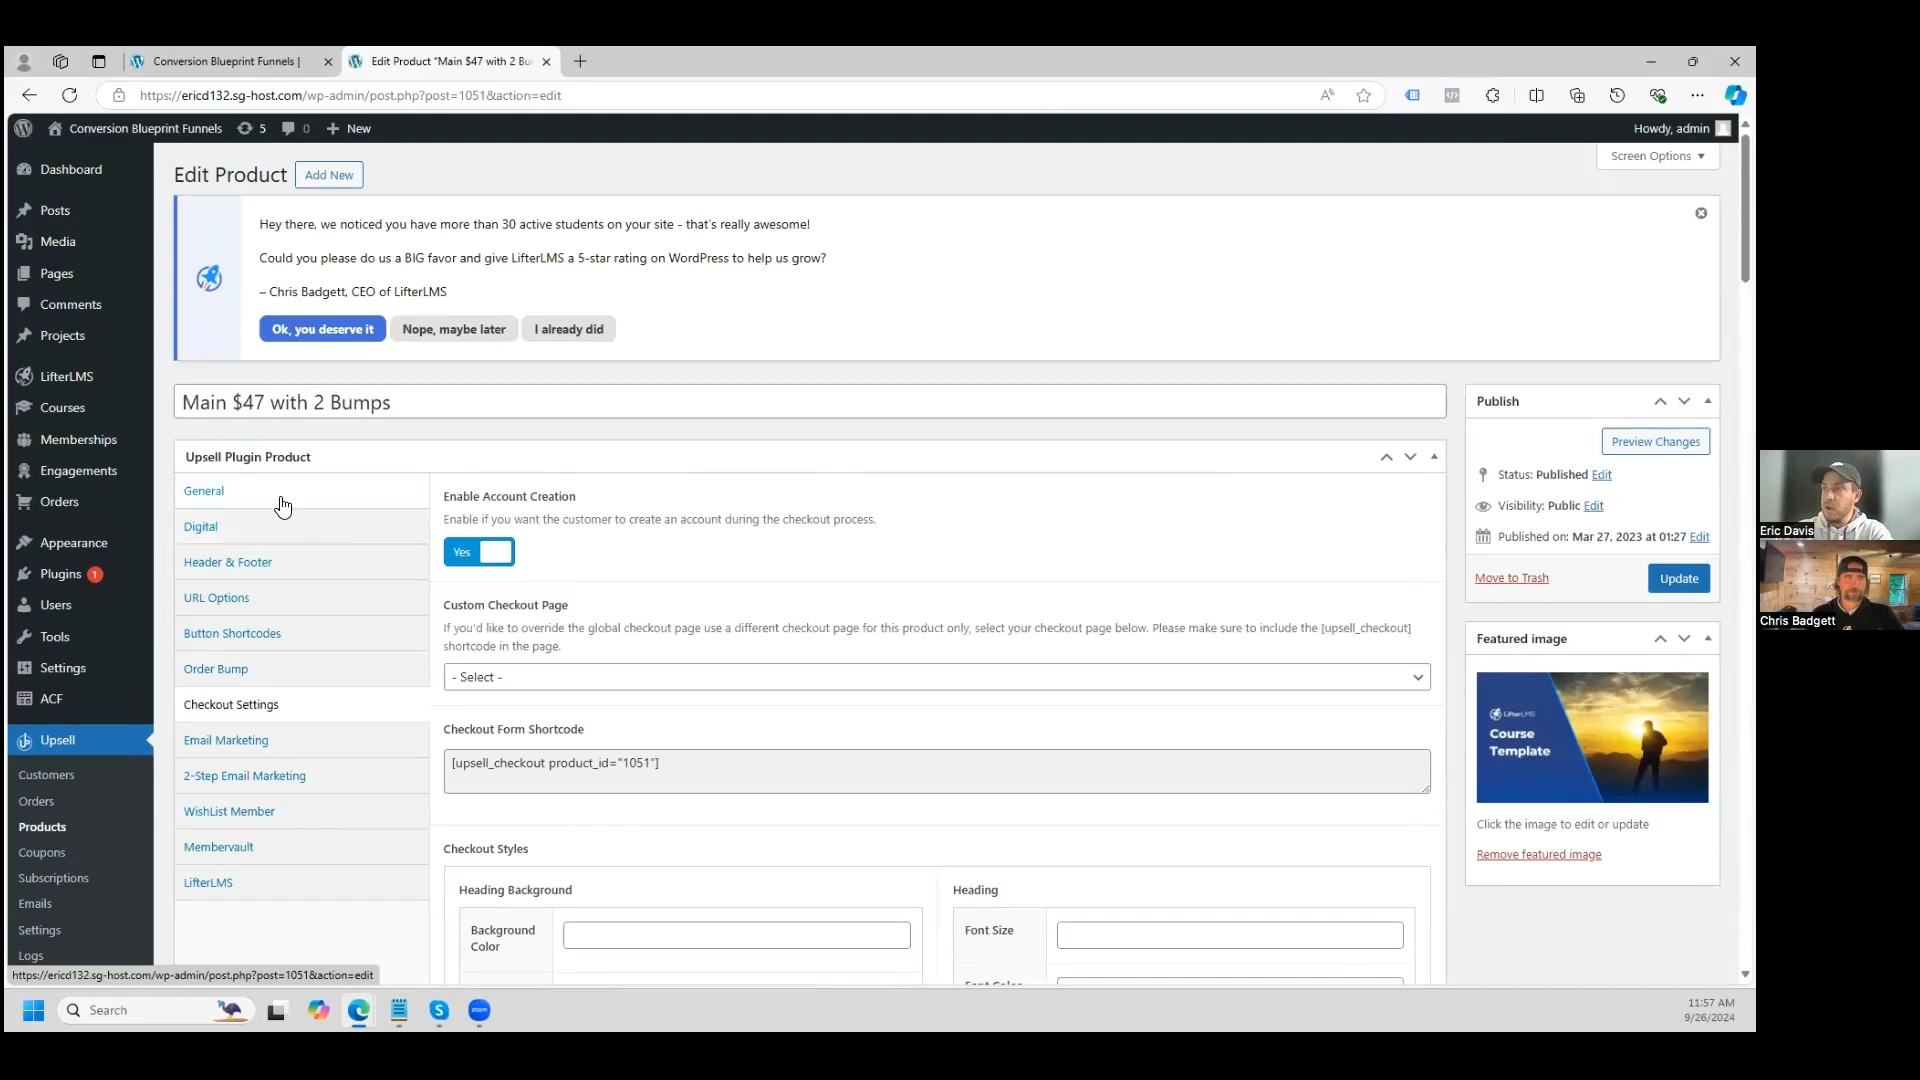 Conversion Blueprint Funnels |
Edit Product "Main $47 with 2 Bu
https://ericd132.sg-host.com/wp-admin/post.php?post=1051&action=edit
Conversion Blueprint Funnels
5
0
New
Howdy, admin
Screen Options
Dashboard
Posts
Media
Pages
Comments
Projects
LifterLMS
Courses
Memberships
Engagements
Orders
Appearance
Plugins 1
Users
Tools
Settings
ACF
Upsell
Customers
Orders
Products
Coupons
Subscriptions
Emails
Settings
Logs
Edit Product
Add New
Hey there, we noticed you have more than 30 active students on your site - that's really awesome!
Could you please do us a BIG favor and give LifterLMS a 5-star rating on WordPress to help us grow?
– Chris Badgett, CEO of LifterLMS
Ok, you deserve it
Nope, maybe later
I already did
Main $47 with 2 Bumps
Upsell Plugin Product
General
Digital
Header & Footer
URL Options
Button Shortcodes
Order Bump
Checkout Settings
Email Marketing
2-Step Email Marketing
WishList Member
Membervault
LifterLMS
Enable Account Creation
Enable if you want the customer to create an account during the checkout process.
Yes
Custom Checkout Page
If you'd like to override the global checkout page use a different checkout page for this product only, select your checkout page below. Please make sure to include the [upsell_checkout]
shortcode in the page.
- Select -
Checkout Form Shortcode
[upsell_checkout product_id="1051"]
Checkout Styles
Heading Background
Background
Color
Heading
Font Size
Font Color
Publish
Preview Changes
Status: Published Edit
Visibility: Public Edit
Published on: Mar 27, 2023 at 01:27 Edit
Move to Trash
Update
Featured image
LifterLMS
Course
Template
Click the image to edit or update
Remove featured image
https://ericd132.sg-host.com/wp-admin/post.php?post=1051&action=edit
Search
zoom
11:57 AM
9/26/2024
Eric Davis
Chris Badgett